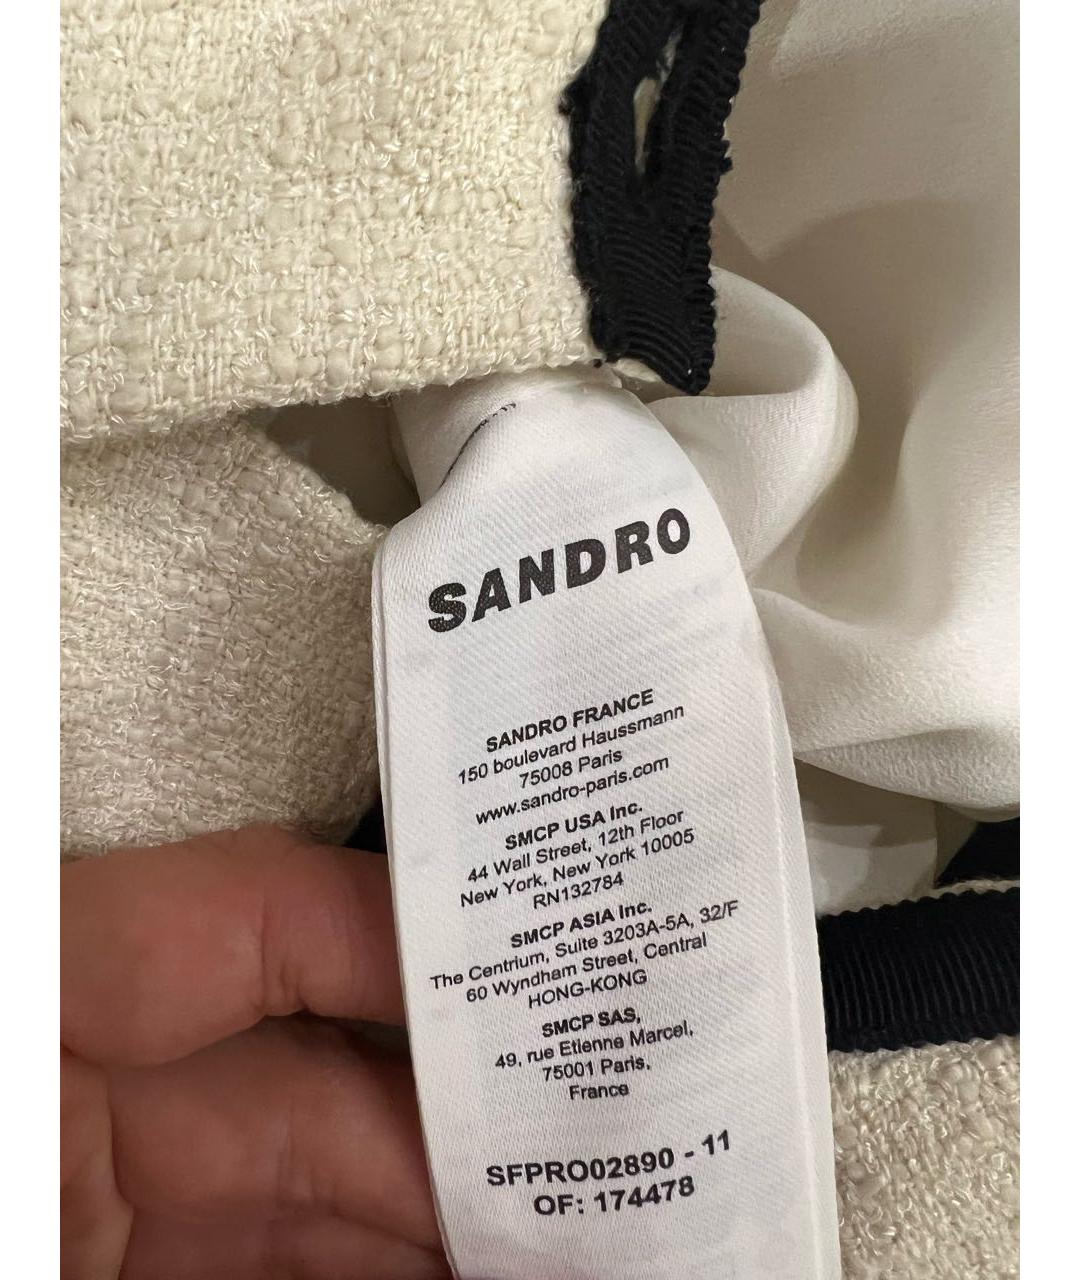 SANDRO
SANDRO FRANCE
150 boulevard Haussmann
75008 Paris
www.sandro-paris.com
SMCP USA Inc.
44 Wall Street, 12th Floor
New York, New York 10005
RN132784
SMCP ASIA Inc.
The Centrium, Suite 3203A-5A, 32/F
60 Wyndham Street, Central
HONG-KONG
SMCP SAS,
49, rue Etienne Marcel,
75001 Paris,
France
SFPRO02890 - 11
OF: 174478